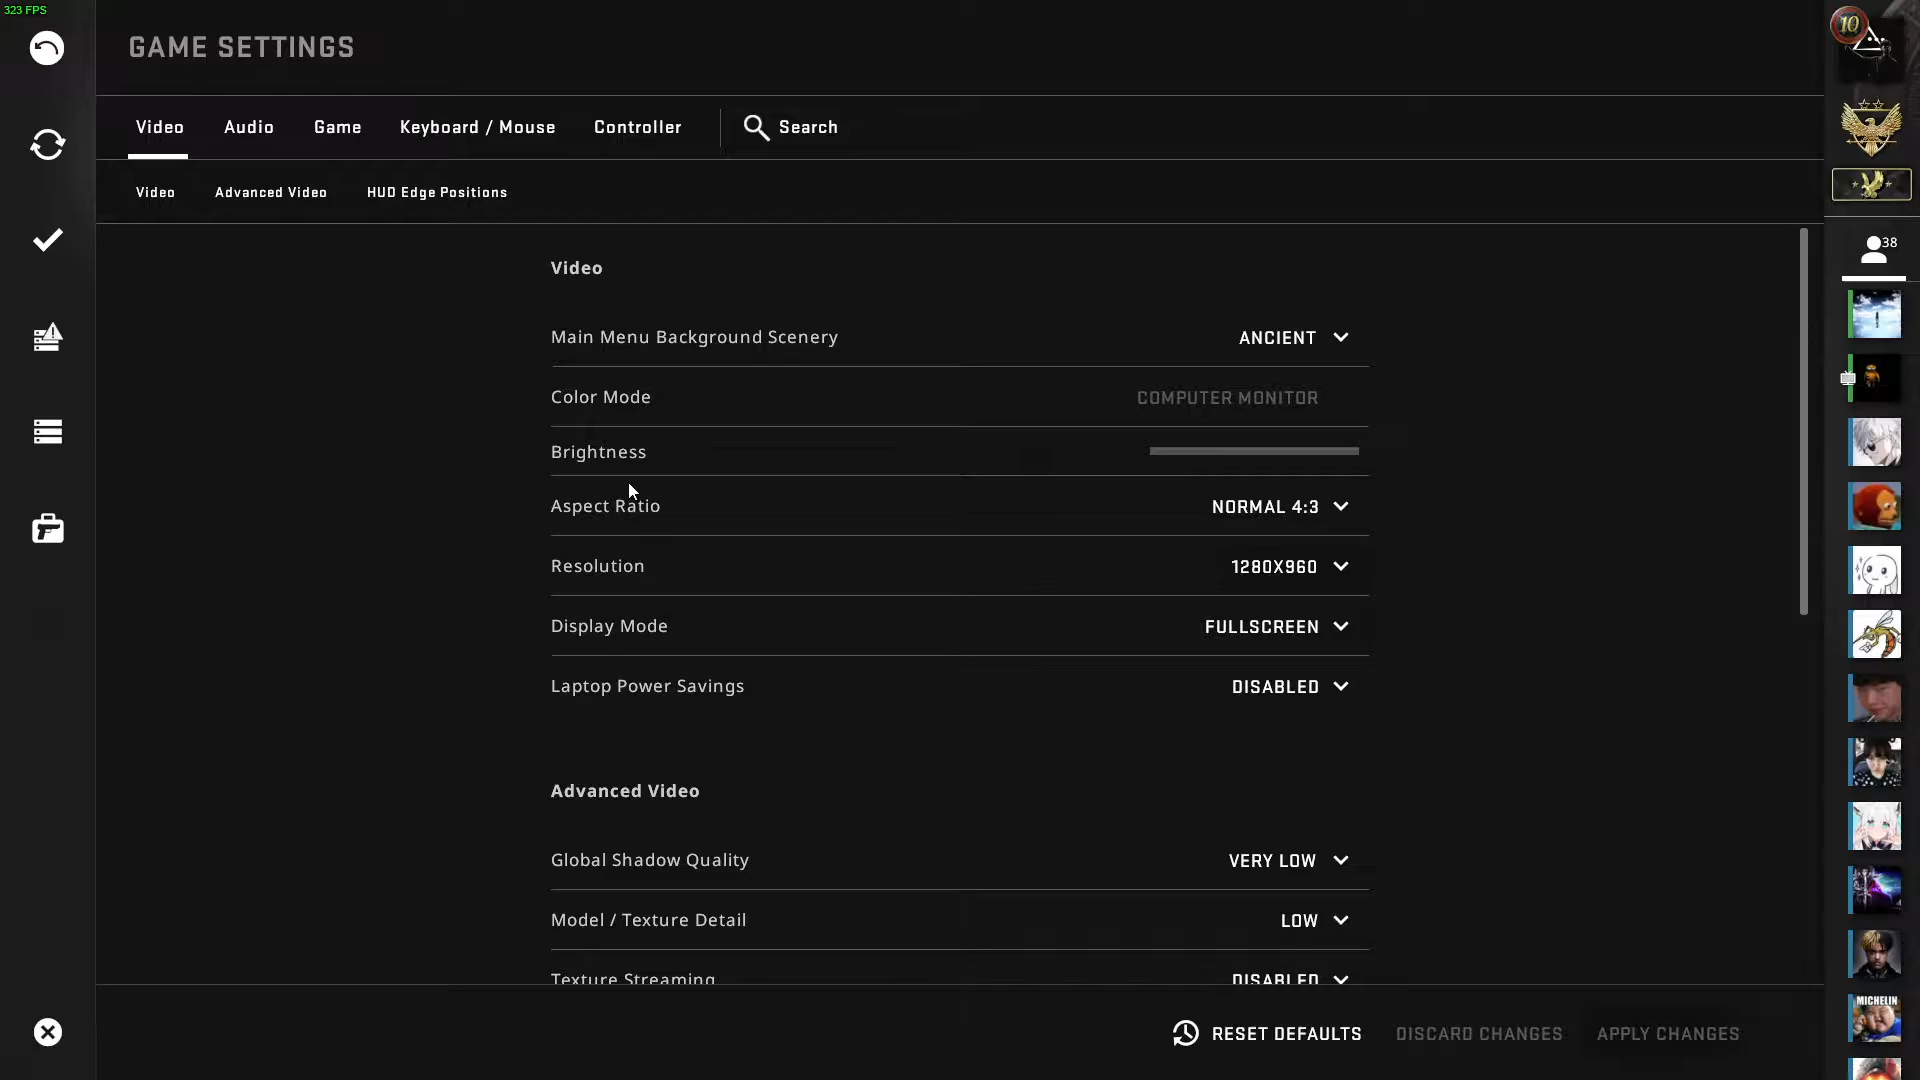 323 FPS
GAME SETTINGS
10
Video Audio Game Keyboard / Mouse Controller Search
Video Advanced Video HUD Edge Positions
38
Video
Main Menu Background Scenery ANCIENT
Color Mode COMPUTER MONITOR
Brightness
Aspect Ratio NORMAL 4:3
Resolution 1280X960
Display Mode FULLSCREEN
Laptop Power Savings DISABLED
Advanced Video
Global Shadow Quality VERY LOW
Model / Texture Detail LOW
Texture Streaming DISABLED
MICHELIN
RESET DEFAULTS DISCARD CHANGES APPLY CHANGES